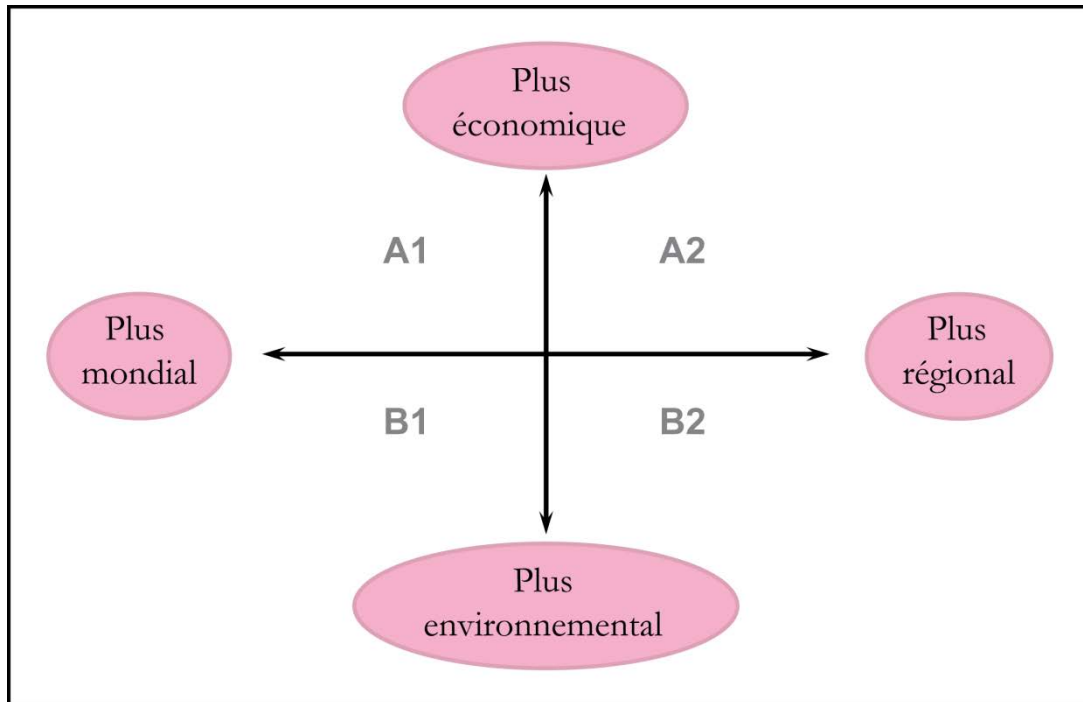 Plus
économique
A1
A2
Plus
mondial
Plus
régional
B1
B2
Plus
environnemental